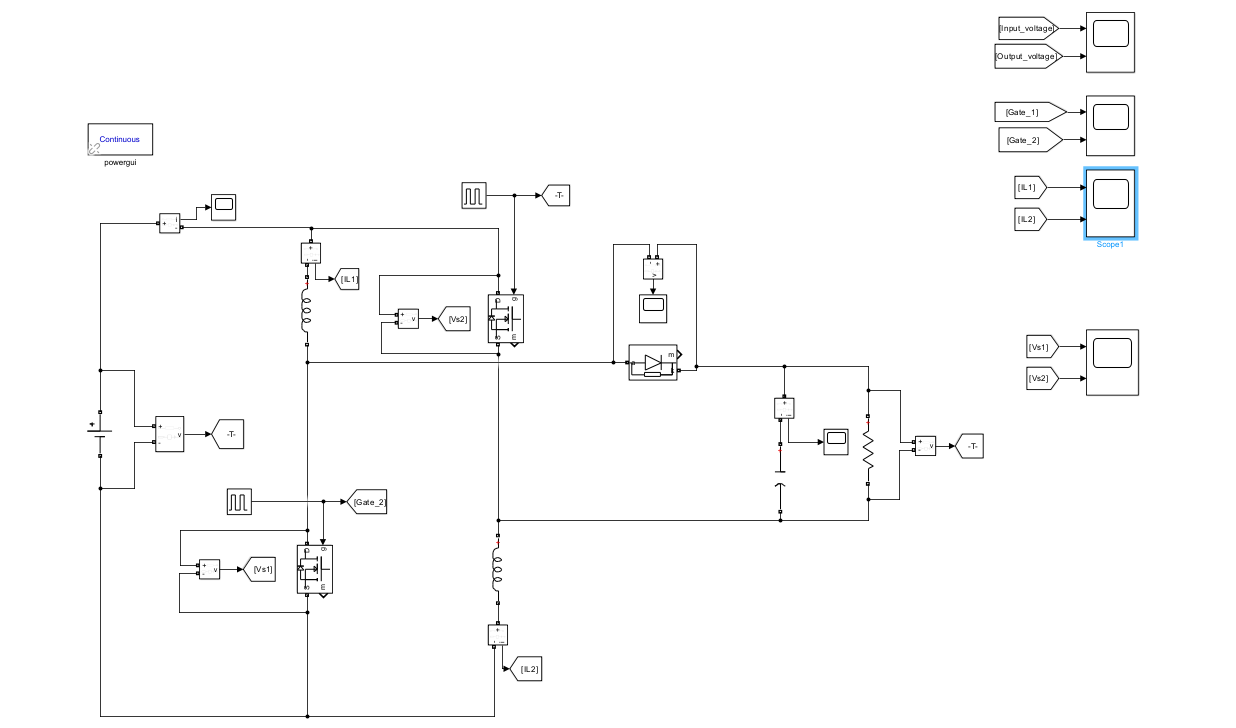 [Input_voltage]
[Output_voltage]
[Gate_1]
[Gate_2]
Continuous
powergui
[IL1]
[IL2]
Scope1
-T-
i
+
-
+
[IL1]
+
-
v
[Vs2]
g
D
S
m
-
+
v
m
[Vs1]
[Vs2]
+
-
v
-T-
+
+
-
v
-T-
[Gate_2]
+
-
v
[Vs1]
g
D
S
m
+
-
[IL2]